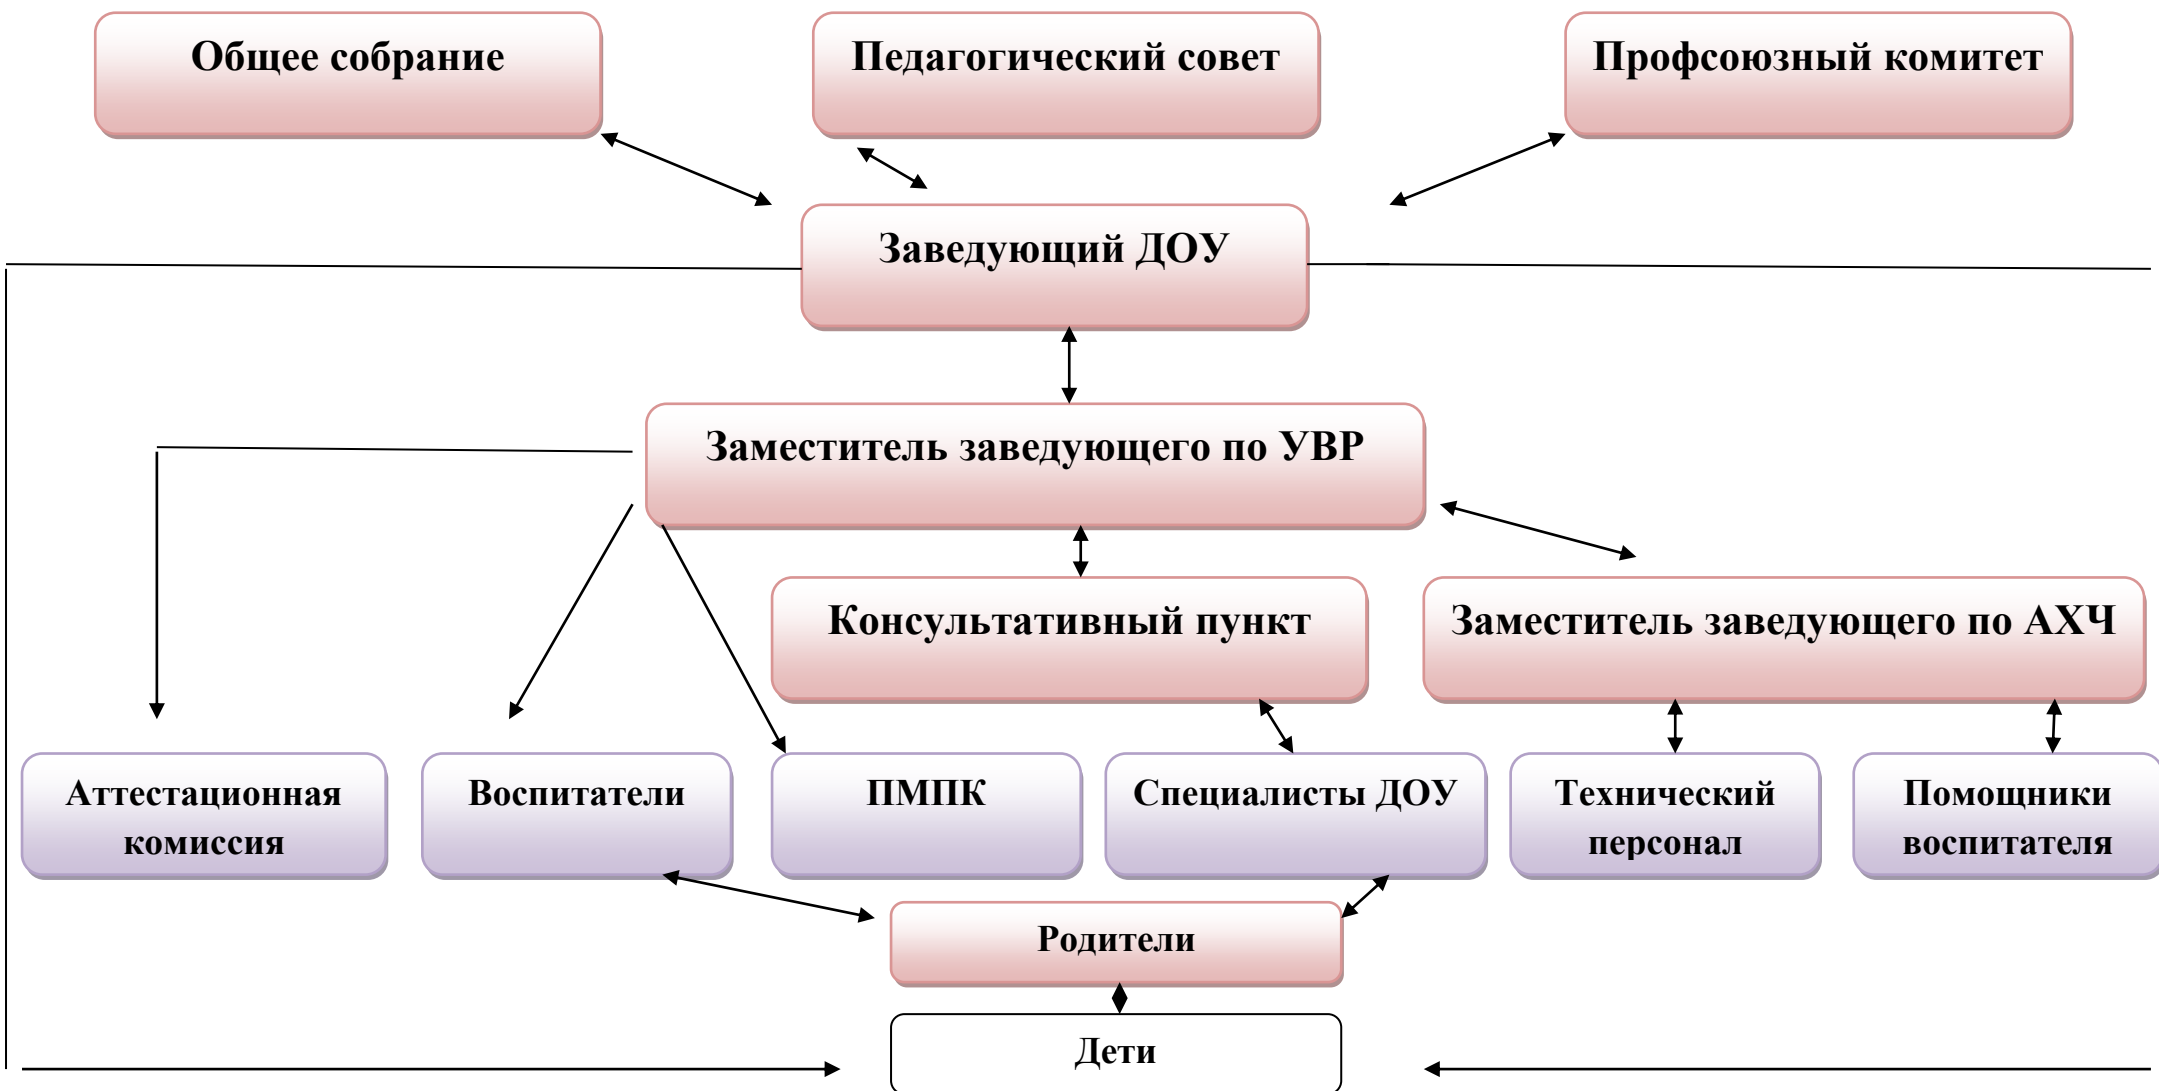 Общее собрание
Педагогический совет
Профсоюзный комитет
Заведующий ДОУ
Заместитель заведующего по УВР
Консультативный пункт
Заместитель заведующего по АХЧ
Аттестационная
комиссия
Воспитатели
ПМПК
Специалисты ДОУ
Технический
персонал
Помощники
воспитателя
Родители
Дети